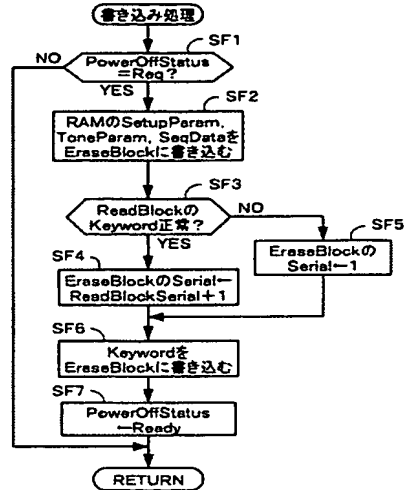 書き込み処理
SF1
NO
PowerOffStatus
=Req?
YES
SF2
RAMのSetupParam,
ToneParam, SeqDataを
EraseBlockに書き込む
SF3
ReadBlockの
Keyword正常?
NO
YES
SF5
EraseBlockの
Serial←1
SF4
EraseBlockのSerial←
ReadBlockSerial+1
SF6
Keywordを
EraseBlockに書き込む
SF7
PowerOffStatus
←Ready
RETURN